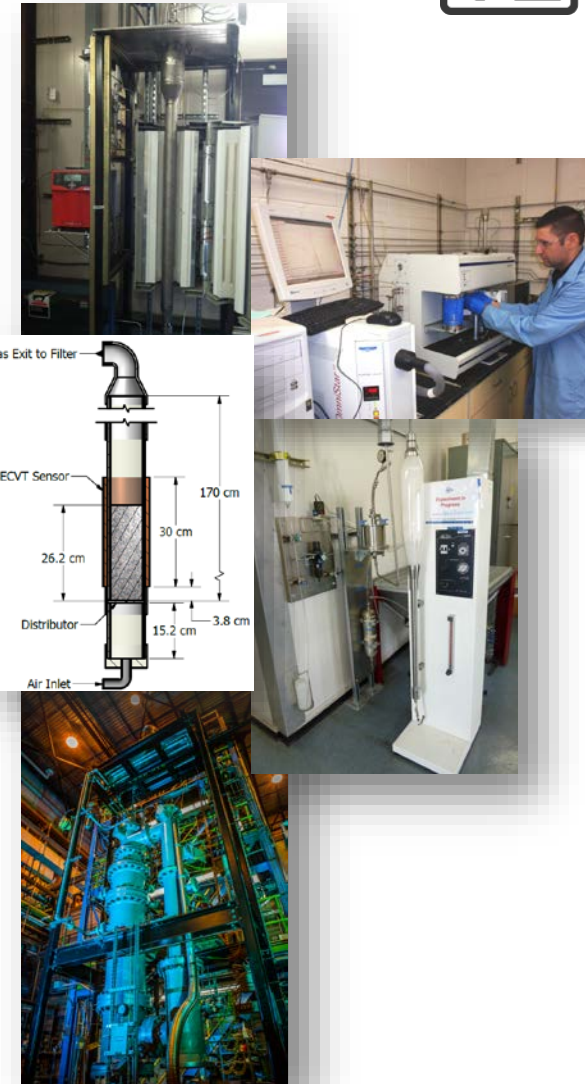 as Exit to Filter
ECVT Sensor
170 cm
30 cm
26.2 cm
Distributor
3.8 cm
15.2 cm
Air Inlet
Experiment in
Progress
OmniStar